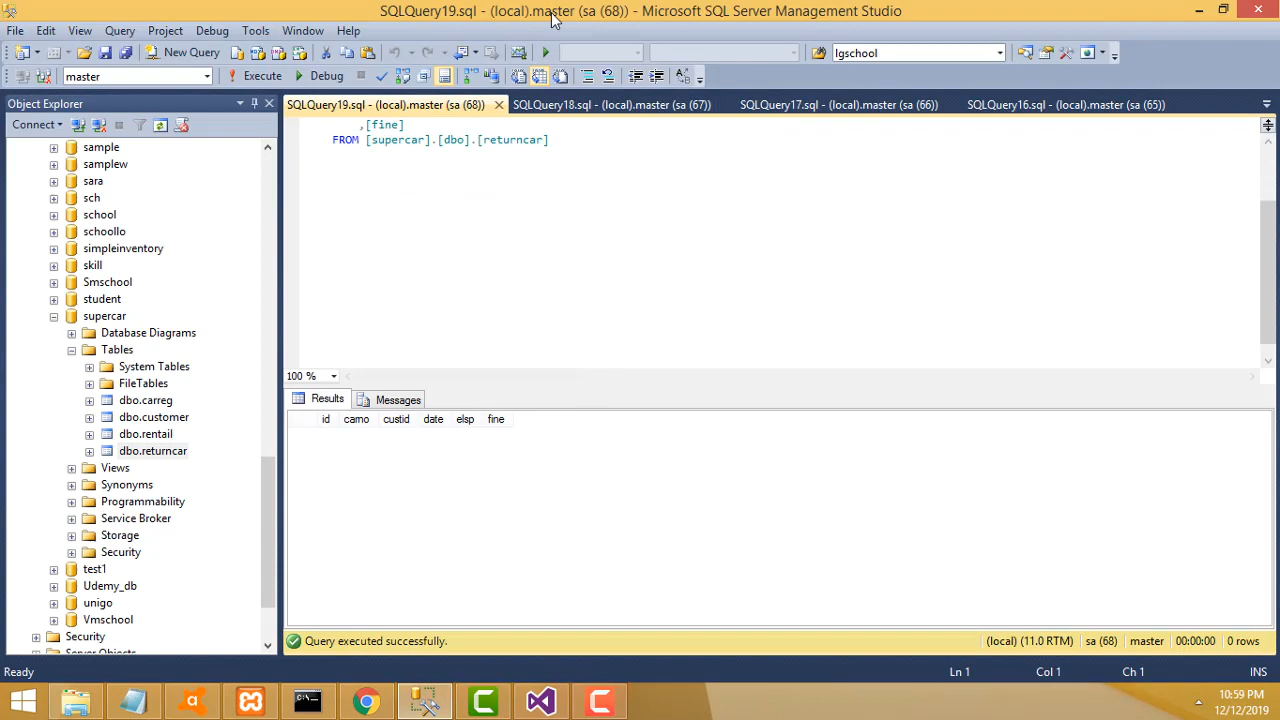 SQLQuery19.sql - (local).master (sa (68)) - Microsoft SQL Server Management Studio
File Edit View Query Project Debug Tools Window Help
New Query lgschool
master Execute Debug
Object Explorer
SQLQuery19.sql - (local).master (sa (68)) SQLQuery18.sql - (local).master (sa (67)) SQLQuery17.sql - (local).master (sa (66)) SQLQuery16.sql - (local).master (sa (65))
Connect
,[fine]
FROM [supercar].[dbo].[returncar]
sample
samplew
sara
sch
school
schoollo
simpleinventory
skill
Smschool
student
supercar
Database Diagrams
Tables
System Tables
FileTables
dbo.carreg
dbo.customer
dbo.rentail
dbo.returncar
Views
Synonyms
Programmability
Service Broker
Storage
Security
test1
Udemy_db
unigo
Vmschool
Security
Server Objects
100 %
Results Messages
id carno custid date elsp fine
Query executed successfully. (local) (11.0 RTM) sa (68) master 00:00:00 0 rows
Ready Ln 1 Col 1 Ch 1 INS
10:59 PM
12/12/2019